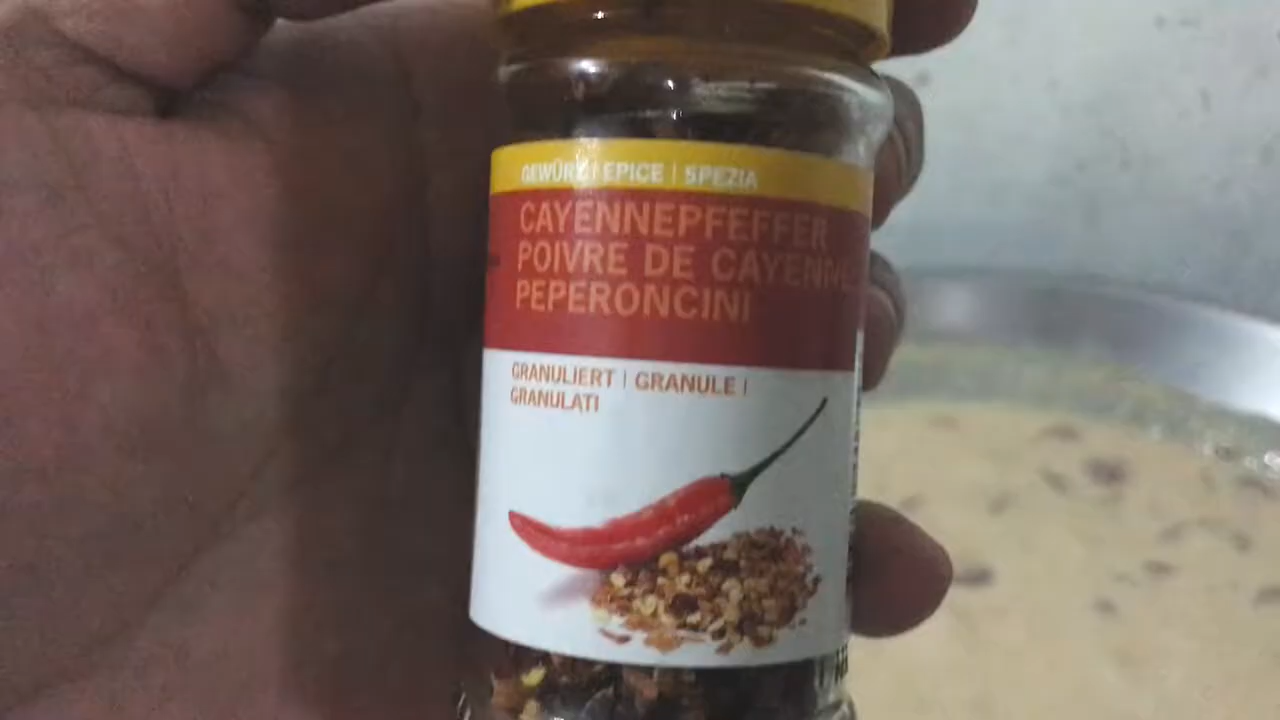 GEWÜRZ | EPICE | SPEZIA
CAYENNEPFEFFER
POIVRE DE CAYENNE
PEPERONCINI
GRANULIERT | GRANULE |
GRANULATI